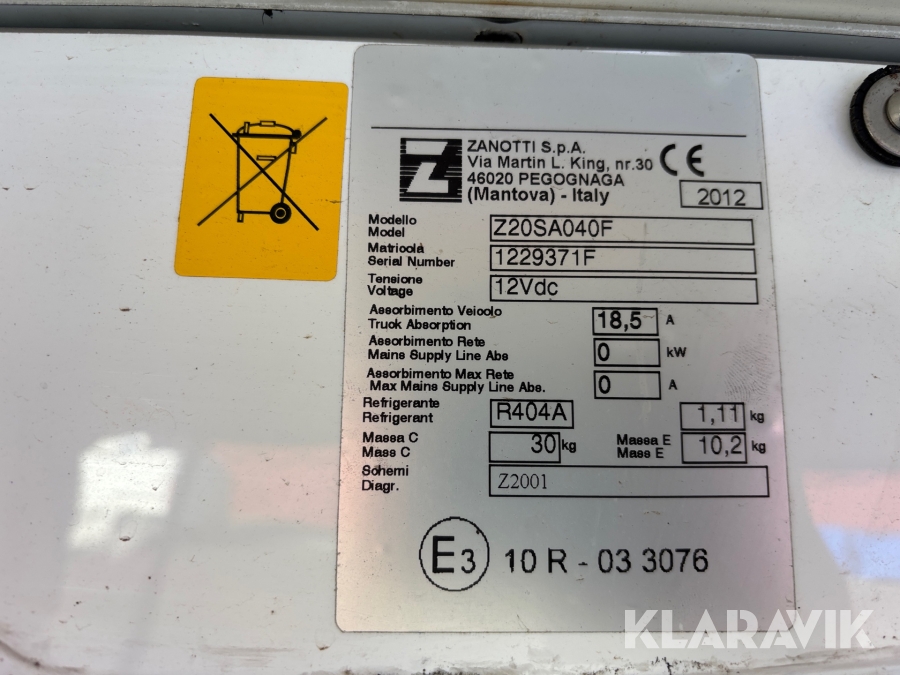 ZANOTTI S.p.A.
Via Martin L. King, nr.30
46020 PEGOGNAGA
(Mantova) - Italy
CE
2012
Modello
Model
Z20SA040F
Matricola
Serial Number
1229371F
Tensione
Voltage
12Vdc
Assorbimento Veicolo
Truck Absorption
18,5 A
Assorbimento Rete
Mains Supply Line Abs
0 kW
Assorbimento Max Rete
Max Mains Supply Line Abs.
0 A
Refrigerante
Refrigerant
R404A
1,11 kg
Massa C
Mass C
30 kg
Massa E
Mass E
10,2 kg
Schemi
Diagr.
Z2001
E3 10 R - 03 3076
KLARAVIK